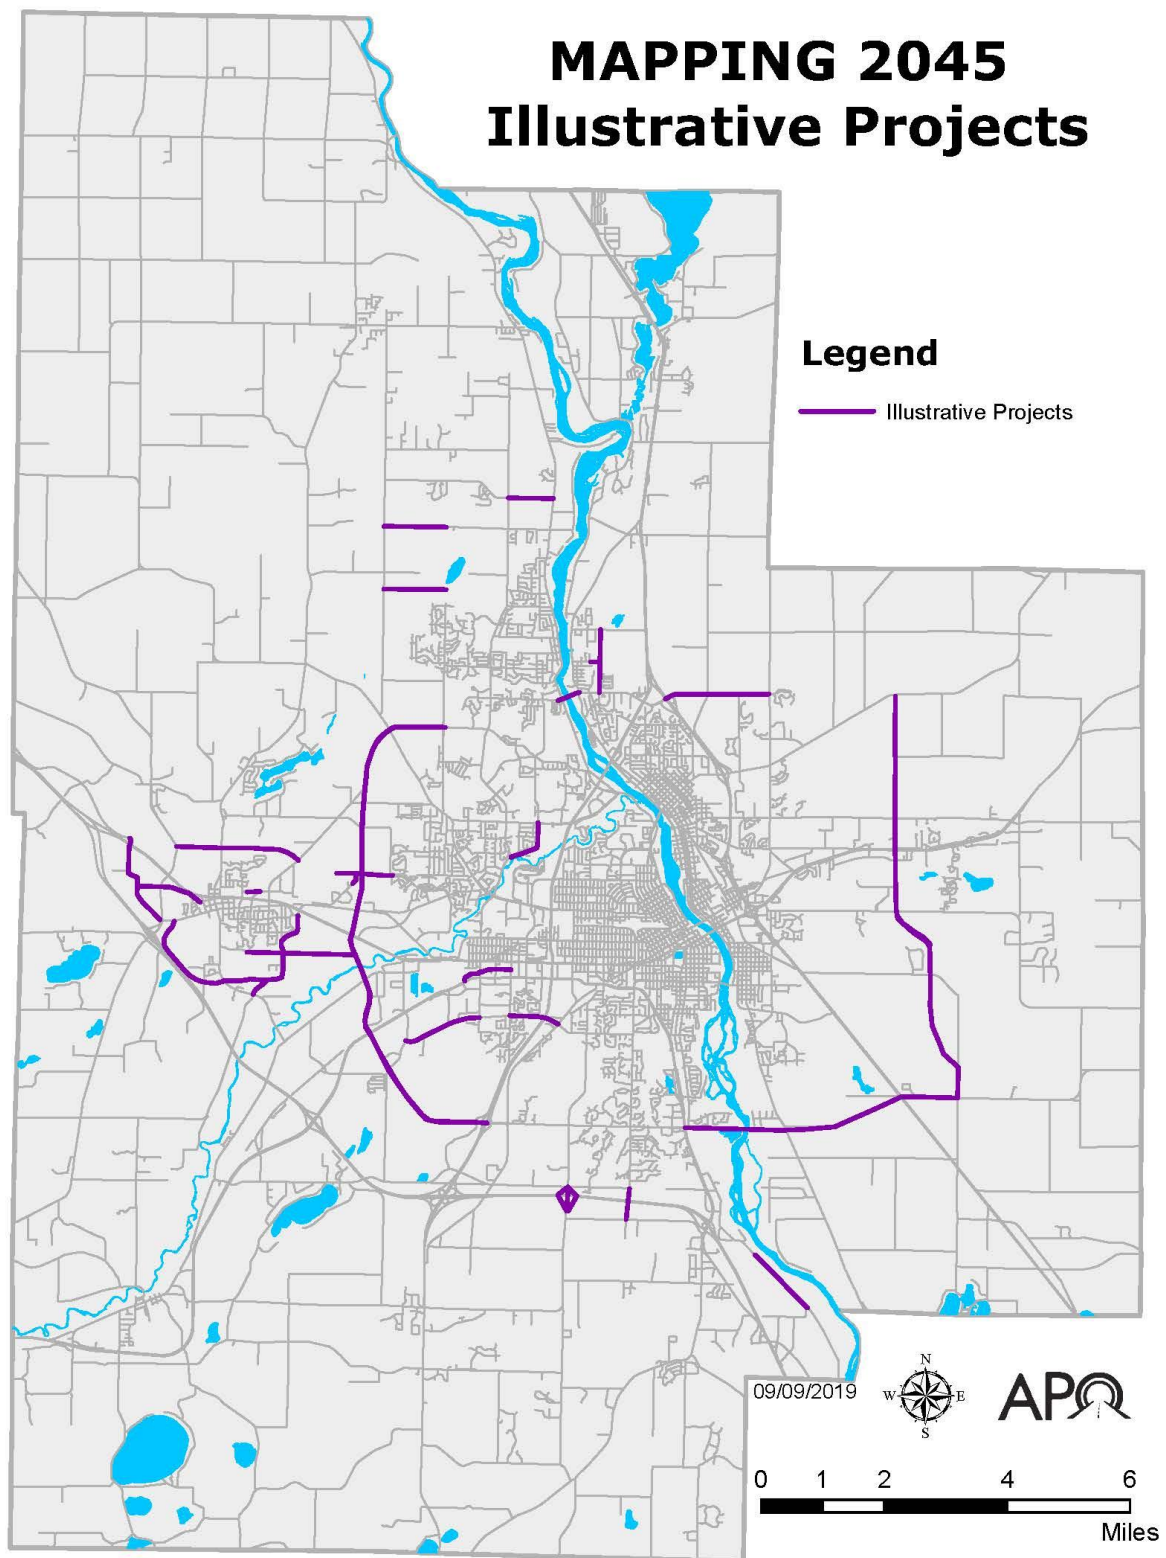 MAPPING 2045
Illustrative Projects
Legend
Illustrative Projects
09/09/2019
N
W E
S
APO
0 1 2 4 6
Miles